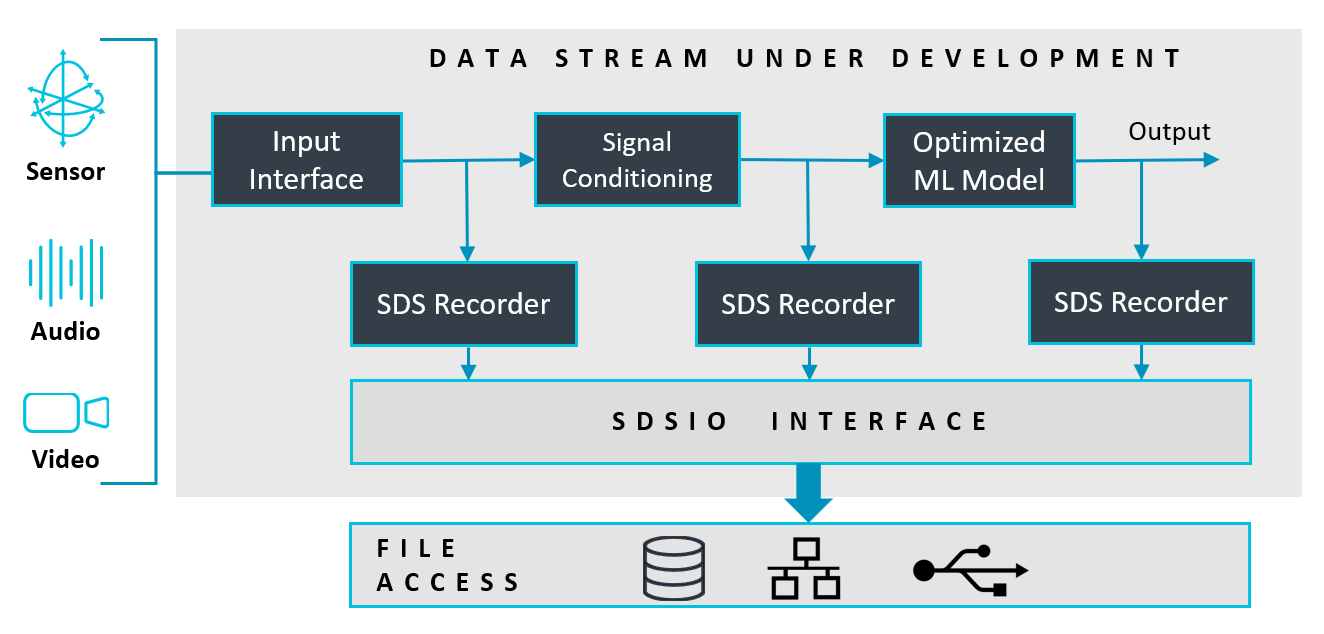 DATA STREAM UNDER DEVELOPMENT
Sensor
Audio
Video
Input
Interface
Signal
Conditioning
Optimized
ML Model
Output
SDS Recorder
SDS Recorder
SDS Recorder
SDSIO INTERFACE
FILE
ACCESS